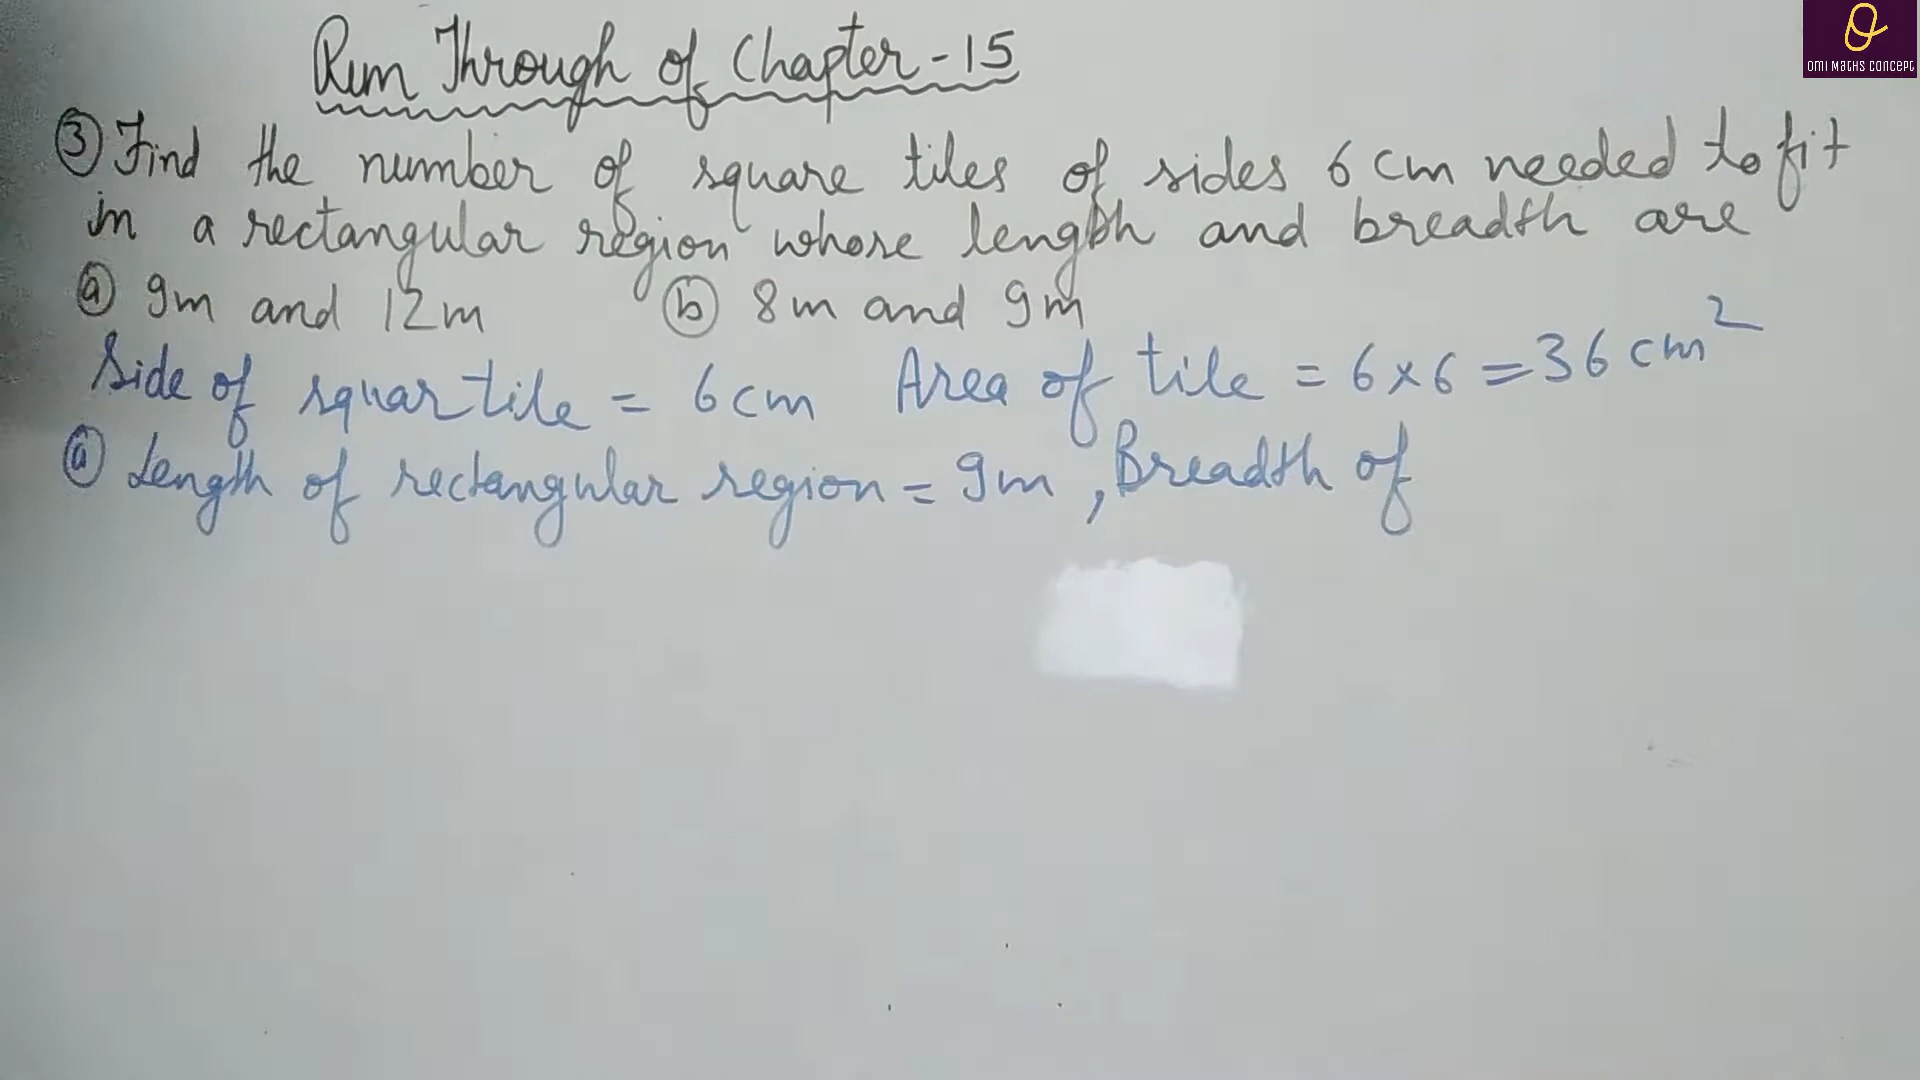 Run Through of Chapter-15
③ Find the number of square tiles of sides 6 cm needed to fit
in a rectangular region whose length and breadth are
ⓐ 9m and 12m ⓑ 8m and 9m
Side of squar tile = 6cm Area of tile = 6×6 = 36 cm²
ⓐ Length of rectangular region = 9m, Breadth of
OMI MATHS CONCEPT